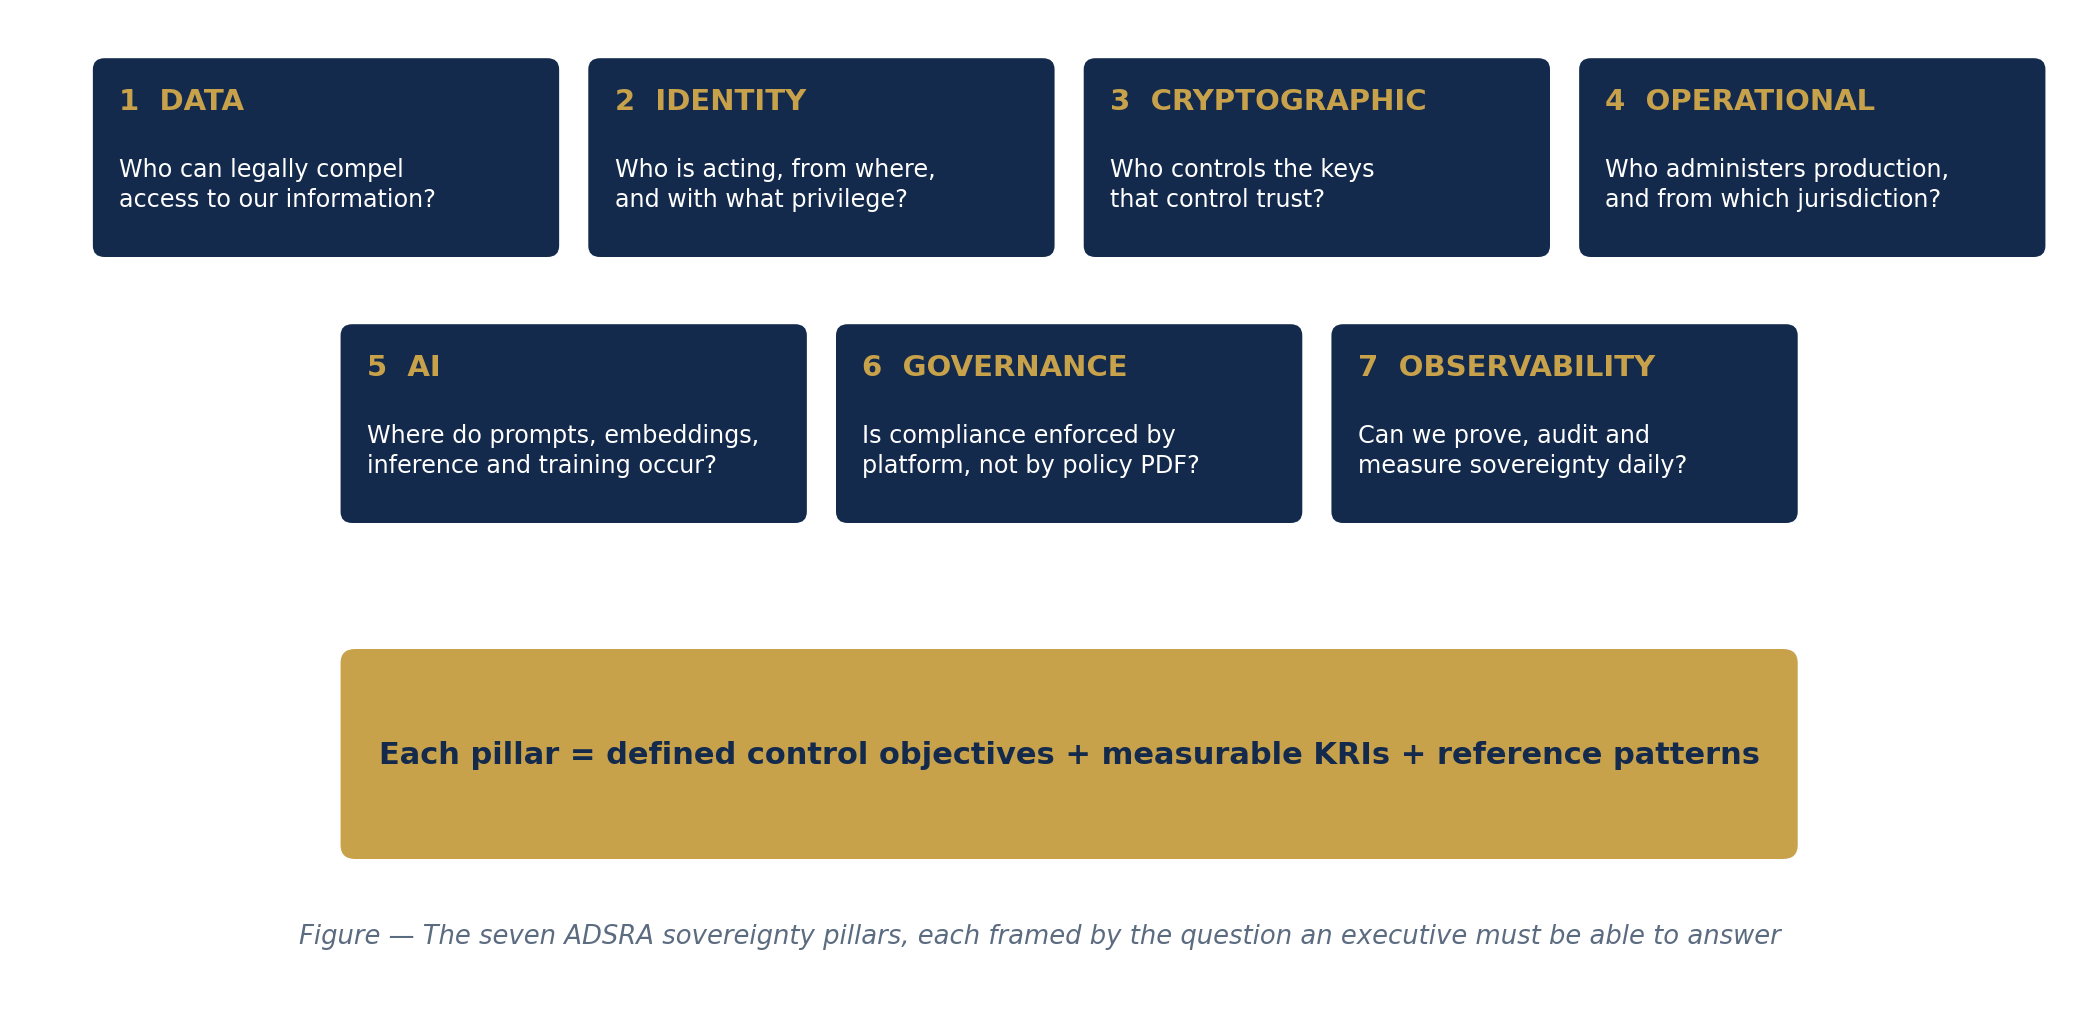 1 DATA
Who can legally compel
access to our information?
2 IDENTITY
Who is acting, from where,
and with what privilege?
3 CRYPTOGRAPHIC
Who controls the keys
that control trust?
4 OPERATIONAL
Who administers production,
and from which jurisdiction?
5 AI
Where do prompts, embeddings,
inference and training occur?
6 GOVERNANCE
Is compliance enforced by
platform, not by policy PDF?
7 OBSERVABILITY
Can we prove, audit and
measure sovereignty daily?
Each pillar = defined control objectives + measurable KRIs + reference patterns
Figure — The seven ADSRA sovereignty pillars, each framed by the question an executive must be able to answer